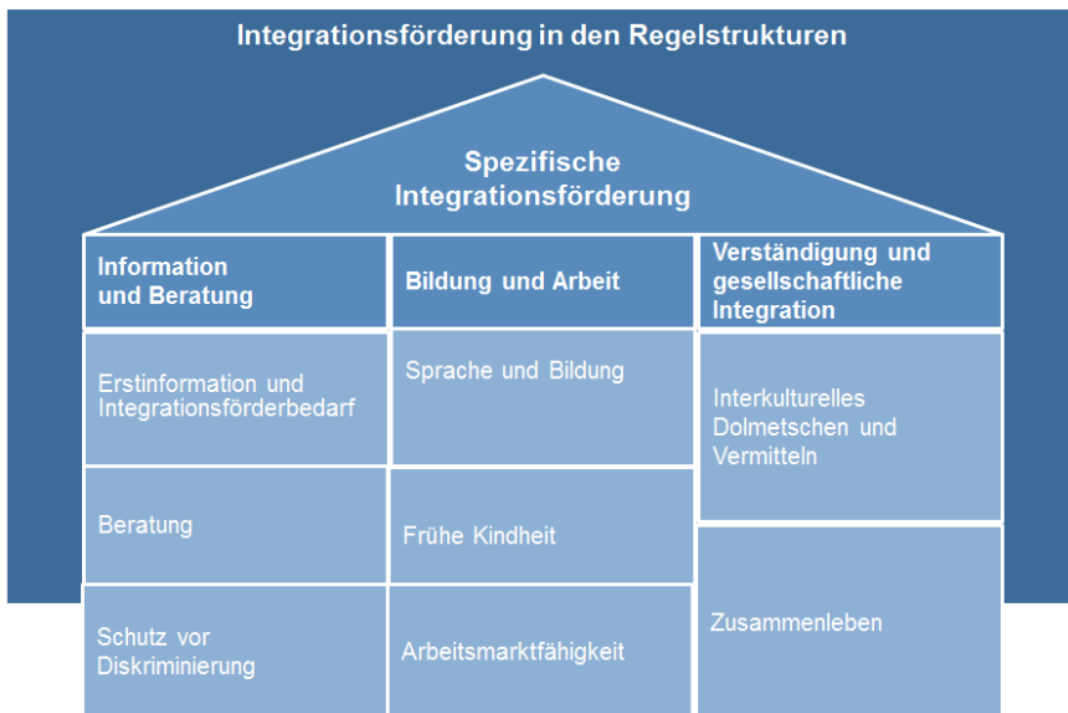 Integrationsförderung in den Regelstrukturen
Spezifische
Integrationsförderung
Information
und Beratung
Bildung und Arbeit
Verständigung und
gesellschaftliche
Integration
Erstinformation und
Integrationsförderbedarf
Sprache und Bildung
Interkulturelles
Dolmetschen und
Vermitteln
Beratung
Frühe Kindheit
Schutz vor
Diskriminierung
Arbeitsmarktfähigkeit
Zusammenleben